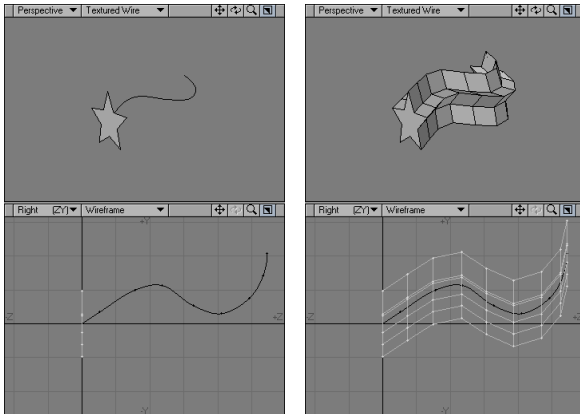 Perspective Textured Wire
Perspective Textured Wire
Right (ZY) Wireframe
Right (ZY) Wireframe
+Y
+Y
-Z +Z
-Z +Z
-Y
-Y